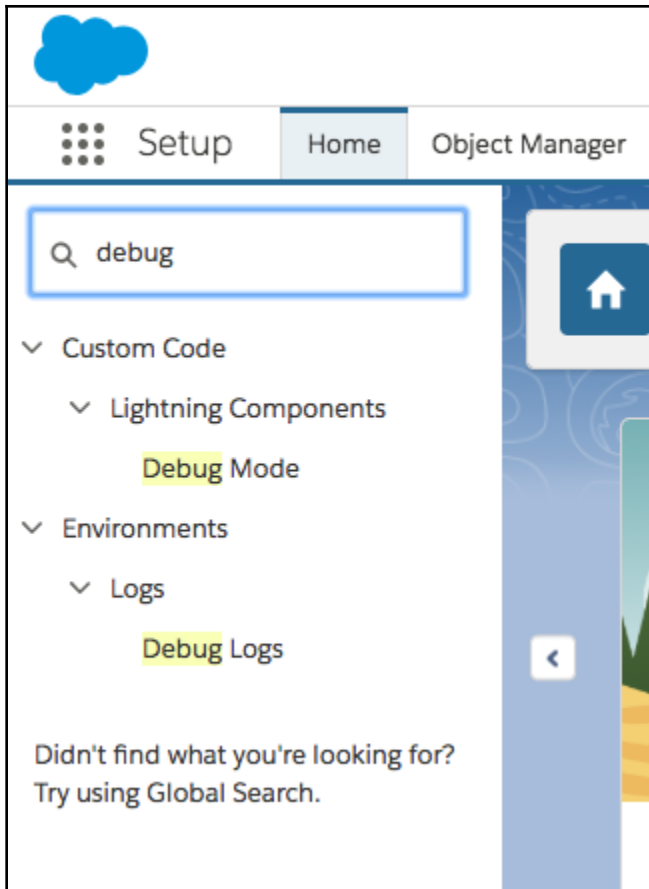 Setup
Home
Object Manager
debug
Custom Code
Lightning Components
Debug Mode
Environments
Logs
Debug Logs
Didn't find what you're looking for?
Try using Global Search.